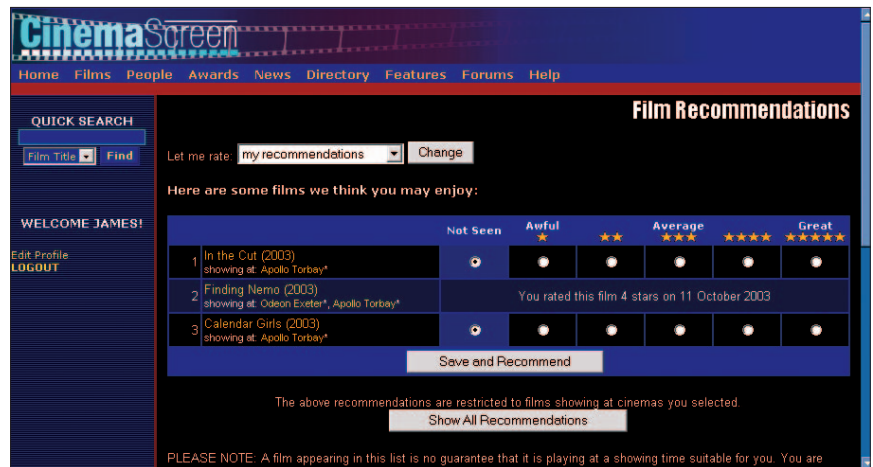 CinemaScreen
Home Films People Awards News Directory Features Forums Help
Film Recommendations
QUICK SEARCH
Film Title Find
Let me rate: my recommendations Change
Here are some films we think you may enjoy:
WELCOME JAMES!
Edit Profile
LOGOUT
Not Seen Awful Average Great
1 In the Cut (2003)
showing at: Apollo Torbay*
2 Finding Nemo (2003)
showing at: Odeon Exeter*, Apollo Torbay*
You rated this film 4 stars on 11 October 2003
3 Calendar Girls (2003)
showing at: Apollo Torbay*
Save and Recommend
The above recommendations are restricted to films showing at cinemas you selected.
Show All Recommendations
PLEASE NOTE: A film appearing in this list is no guarantee that it is playing at a showing time suitable for you. You are